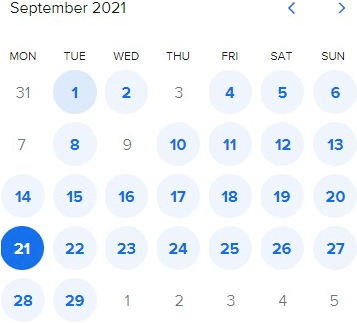 September 2021
MON TUE WED THU FRI SAT SUN
31 1 2 3 4 5 6
7 8 9 10 11 12 13
14 15 16 17 18 19 20
21 22 23 24 25 26 27
28 29 1 2 3 4 5